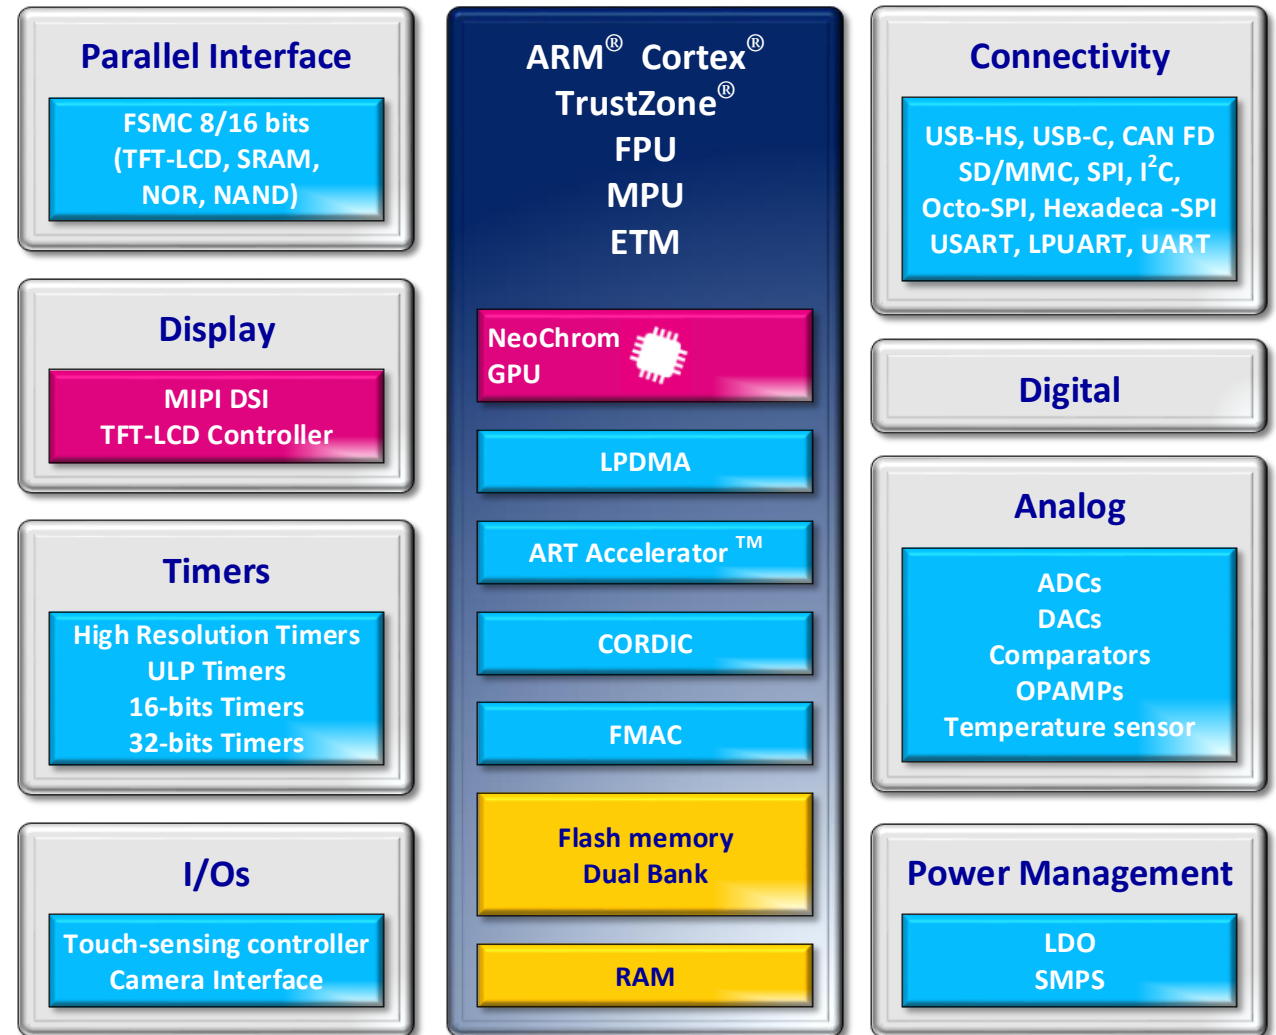 Parallel Interface
FSMC 8/16 bits
(TFT-LCD, SRAM,
NOR, NAND)
Display
MIPI DSI
TFT-LCD Controller
Timers
High Resolution Timers
ULP Timers
16-bits Timers
32-bits Timers
I/Os
Touch-sensing controller
Camera Interface
ARM® Cortex®
TrustZone®
FPU
MPU
ETM
NeoChrom
GPU
LPDMA
ART Accelerator ™
CORDIC
FMAC
Flash memory
Dual Bank
RAM
Connectivity
USB-HS, USB-C, CAN FD
SD/MMC, SPI, I²C,
Octo-SPI, Hexadeca -SPI
USART, LPUART, UART
Digital
Analog
ADCs
DACs
Comparators
OPAMPs
Temperature sensor
Power Management
LDO
SMPS